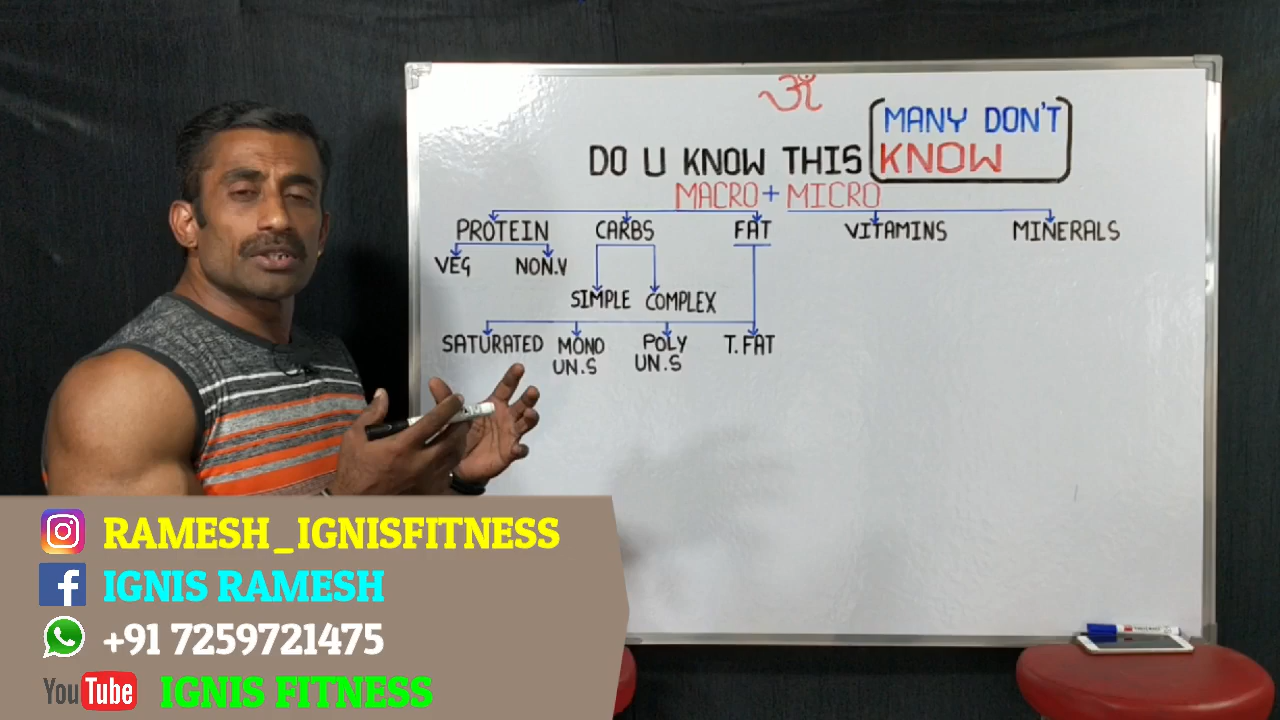 ॐ
MANY DON'T
DO U KNOW THIS KNOW
MACRO + MICRO
PROTEIN CARBS FAT VITAMINS MINERALS
VEG NON.V
SIMPLE COMPLEX
SATURATED MONO POLY T.FAT
UN.S UN.S
RAMESH_IGNISFITNESS
IGNIS RAMESH
+91 7259721475
YouTube IGNIS FITNESS